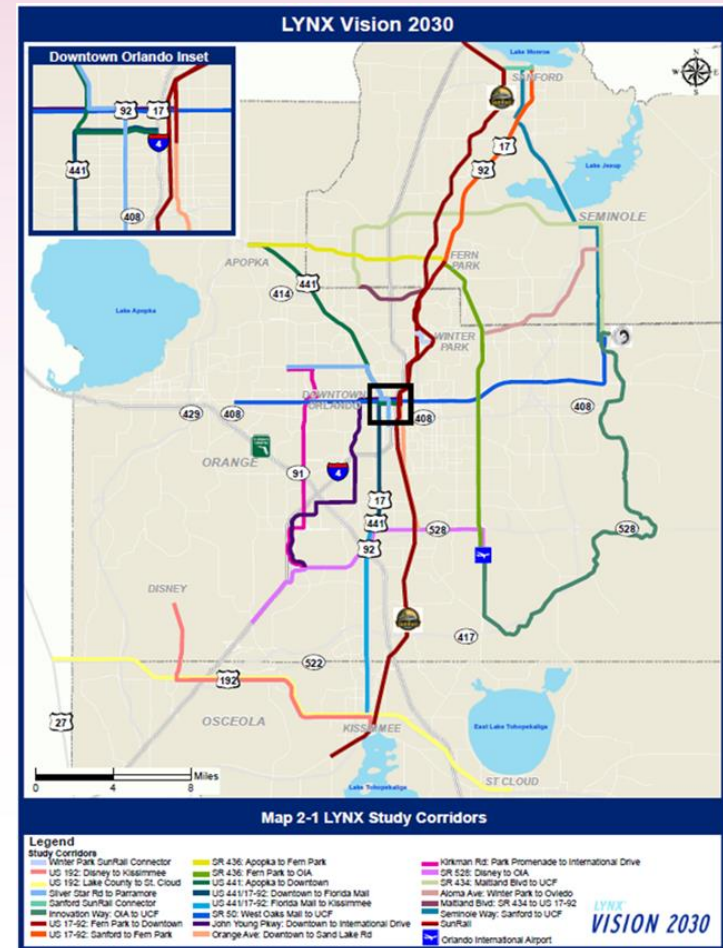 LYNX Vision 2030
Downtown Orlando Inset
92
17
4
441
408
Lake Monroe
SANFORD
N
W
E
S
17
92
Lake Jesup
SEMINOLE
APOPKA
441
414
FERN
PARK
Lake Apopka
WINTER
PARK
DOWNTOWN
ORLANDO
429
408
408
408
ORANGE
91
4
17
441
92
528
528
DISNEY
417
522
192
27
OSCEOLA
KISSIMMEE
East Lake Tohopekaliga
ST CLOUD
Lake Tohopekaliga
0
4
8
Miles
Map 2-1 LYNX Study Corridors
Legend
Study Corridors
Winter Park SunRail Connector
US 192: Disney to Kissimmee
US 192: Lake County to St. Cloud
Silver Star Rd to Parramore
Sanford SunRail Connector
Innovation Way: OIA to UCF
US 17-92: Fern Park to Downtown
US 17-92: Sanford to Fern Park
SR 436: Apopka to Fern Park
SR 436: Fern Park to OIA
US 441: Apopka to Downtown
US 441/17-92: Downtown to Florida Mall
US 441/17-92: Florida Mall to Kissimmee
SR 50: West Oaks Mall to UCF
John Young Pkwy: Downtown to International Drive
Orange Ave: Downtown to Sand Lake Rd
Kirkman Rd: Park Promenade to International Drive
SR 528: Disney to OIA
SR 434: Maitland Blvd to UCF
Aloma Ave: Winter Park to Oviedo
Maitland Blvd: SR 434 to US 17-92
Seminole Way: Sanford to UCF
SunRail
Orlando International Airport
LYNX
VISION 2030